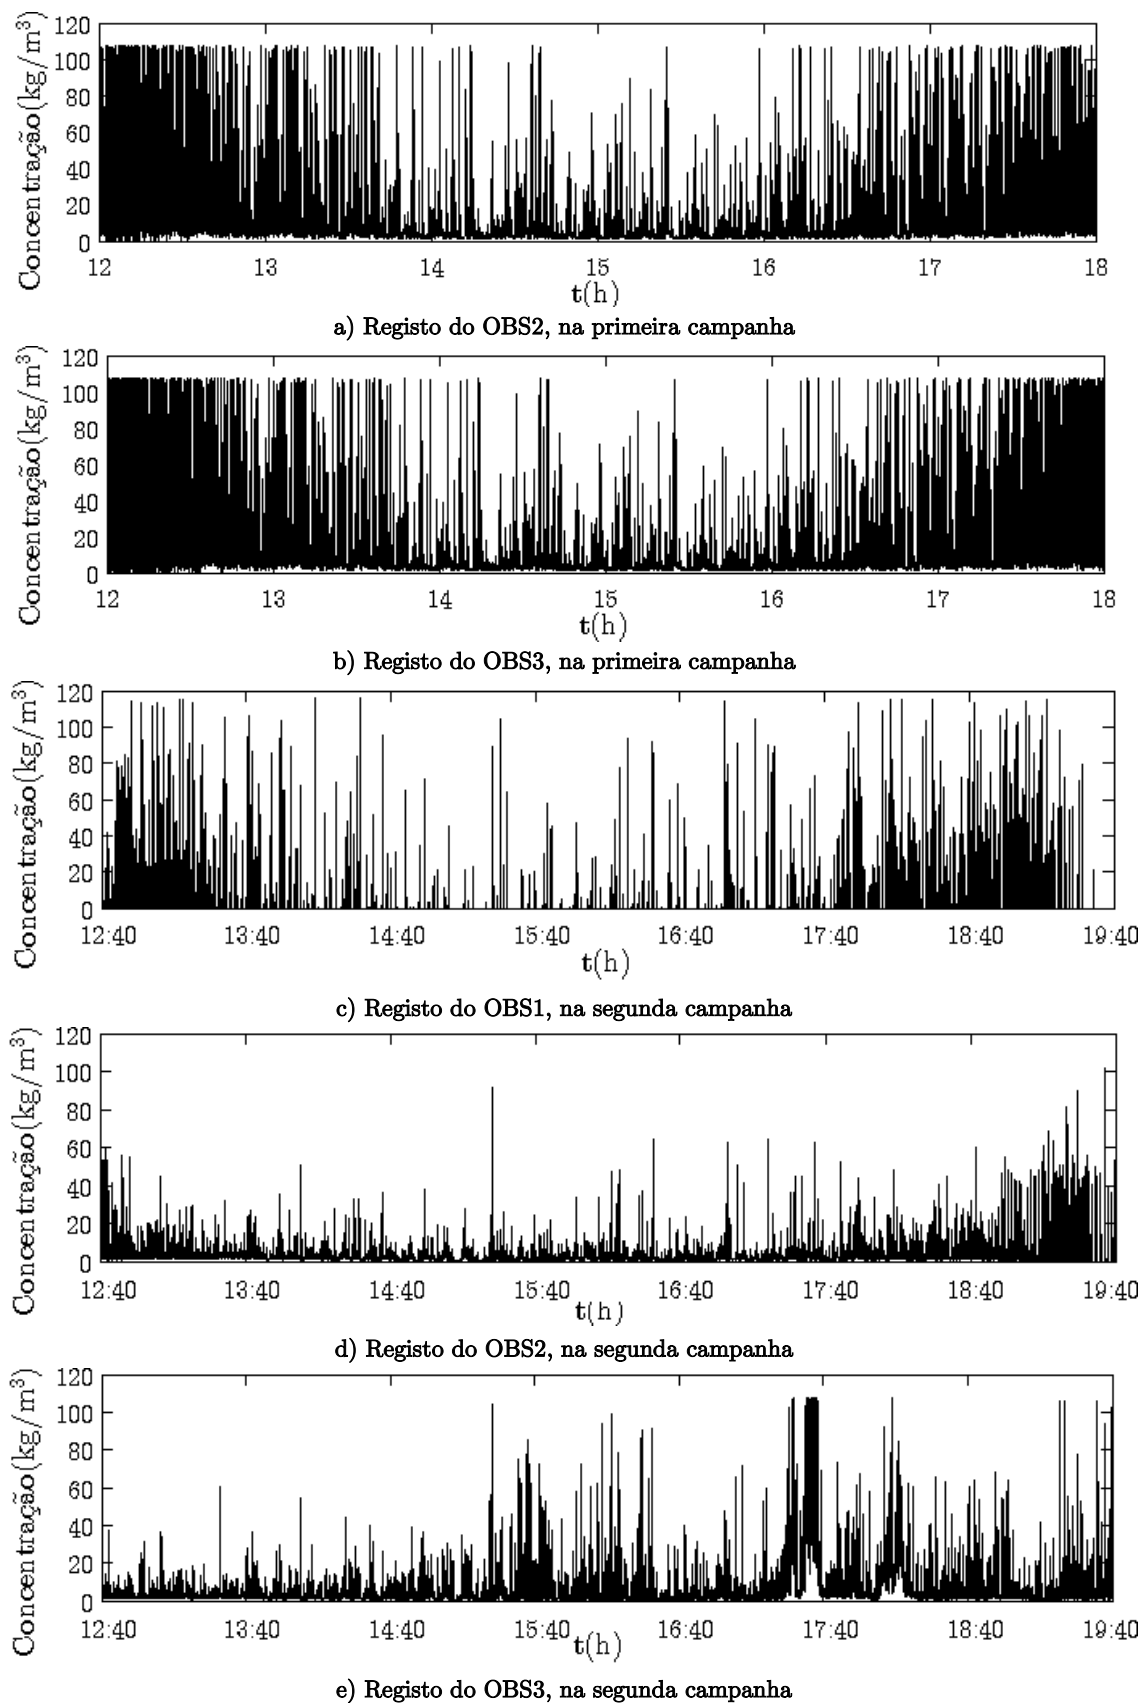 120
100
80
60
40
20
0
Concentração(kg/m³)
12 13 14 15 16 17 18
t(h)
a) Registo do OBS2, na primeira campanha
120
100
80
60
40
20
0
Concentração(kg/m³)
12 13 14 15 16 17 18
t(h)
b) Registo do OBS3, na primeira campanha
120
100
80
60
40
20
0
Concentração(kg/m³)
12:40 13:40 14:40 15:40 16:40 17:40 18:40 19:40
t(h)
c) Registo do OBS1, na segunda campanha
120
100
80
60
40
20
0
Concentração(kg/m³)
12:40 13:40 14:40 15:40 16:40 17:40 18:40 19:40
t(h)
d) Registo do OBS2, na segunda campanha
120
100
80
60
40
20
0
Concentração(kg/m³)
12:40 13:40 14:40 15:40 16:40 17:40 18:40 19:40
t(h)
e) Registo do OBS3, na segunda campanha